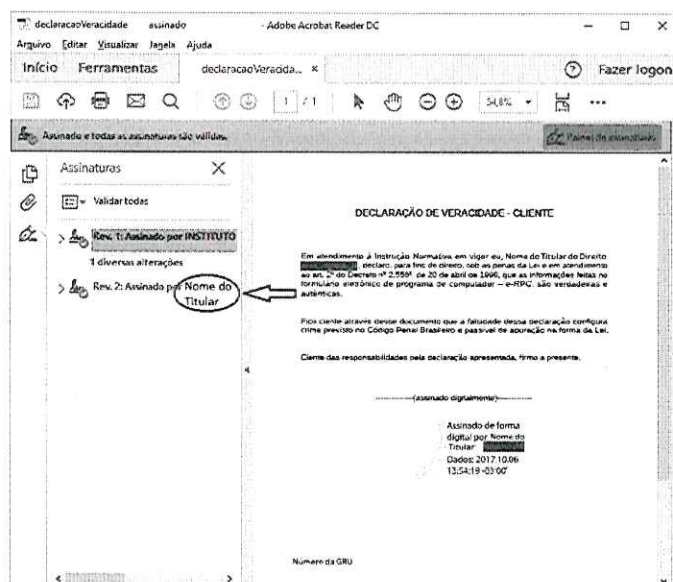 declaracaoVeracidade assinado - Adobe Acrobat Reader DC
Arquivo Editar Visualizar Janela Ajuda
Início Ferramentas declaracaoVeracida... × Fazer logon
1 / 1 54,8%
Assinado e todas as assinaturas são válidas. Painel de assinaturas
Assinaturas
Validar todas
Rev. 1: Assinado por INSTITUTO
1 diversas alterações
Rev. 2: Assinado por Nome do
Titular
DECLARAÇÃO DE VERACIDADE - CLIENTE
Em atendimento à Instrução Normativa em vigor eu, Nome do Titular do Direito
, declaro, para fins de direito, sob as penas da Lei e em atendimento
ao art. 2º do Decreto nº 2.556, de 20 de abril de 1998, que as informações feitas no
formulário eletrônico de programa de computador – e-RPC, são verdadeiras e
autênticas.
Fica ciente através desse documento que a falsidade dessa declaração configura
crime previsto no Código Penal Brasileiro e passível de apuração na forma da Lei.
Ciente das responsabilidades pela declaração apresentada, firmo a presente.
-----------(assinado digitalmente)-----------
Assinado de forma
digital por Nome do
Titular
Dados: 2017.10.06
13:54:19 -03'00'
Número da GRU